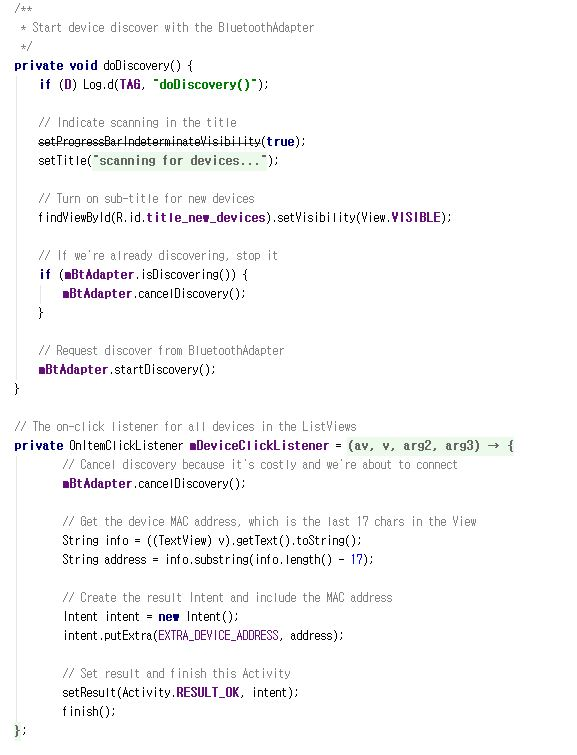 /**
 * Start device discover with the BluetoothAdapter
 */
private void doDiscovery() {
    if (D) Log.d(TAG, "doDiscovery()");

    // Indicate scanning in the title
    setProgressBarIndeterminateVisibility(true);
    setTitle("scanning for devices...");

    // Turn on sub-title for new devices
    findViewById(R.id.title_new_devices).setVisibility(View.VISIBLE);

    // If we're already discovering, stop it
    if (mBtAdapter.isDiscovering()) {
        mBtAdapter.cancelDiscovery();
    }

    // Request discover from BluetoothAdapter
    mBtAdapter.startDiscovery();
}

// The on-click listener for all devices in the ListViews
private OnItemClickListener mDeviceClickListener = (av, v, arg2, arg3) → {
        // Cancel discovery because it's costly and we're about to connect
        mBtAdapter.cancelDiscovery();

        // Get the device MAC address, which is the last 17 chars in the View
        String info = ((TextView) v).getText().toString();
        String address = info.substring(info.length() - 17);

        // Create the result Intent and include the MAC address
        Intent intent = new Intent();
        intent.putExtra(EXTRA_DEVICE_ADDRESS, address);

        // Set result and finish this Activity
        setResult(Activity.RESULT_OK, intent);
        finish();
};